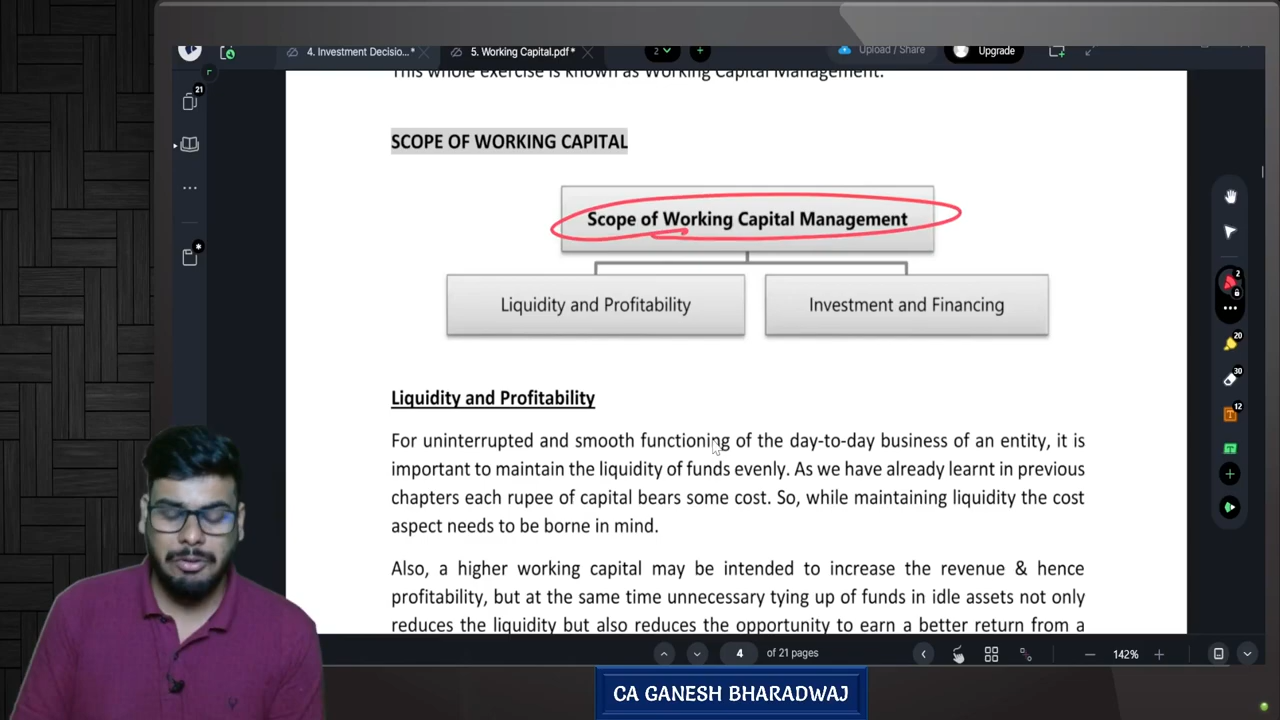 4. Investment Decisio...*
5. Working Capital.pdf*
2
Upload / Share
Upgrade
This whole exercise is known as Working Capital Management.
21
SCOPE OF WORKING CAPITAL
Scope of Working Capital Management
Liquidity and Profitability
Investment and Financing
2
20
30
12
Liquidity and Profitability
For uninterrupted and smooth functioning of the day-to-day business of an entity, it is
important to maintain the liquidity of funds evenly. As we have already learnt in previous
chapters each rupee of capital bears some cost. So, while maintaining liquidity the cost
aspect needs to be borne in mind.
Also, a higher working capital may be intended to increase the revenue & hence
profitability, but at the same time unnecessary tying up of funds in idle assets not only
reduces the liquidity but also reduces the opportunity to earn a better return from a
4 of 21 pages
142%
CA GANESH BHARADWAJ